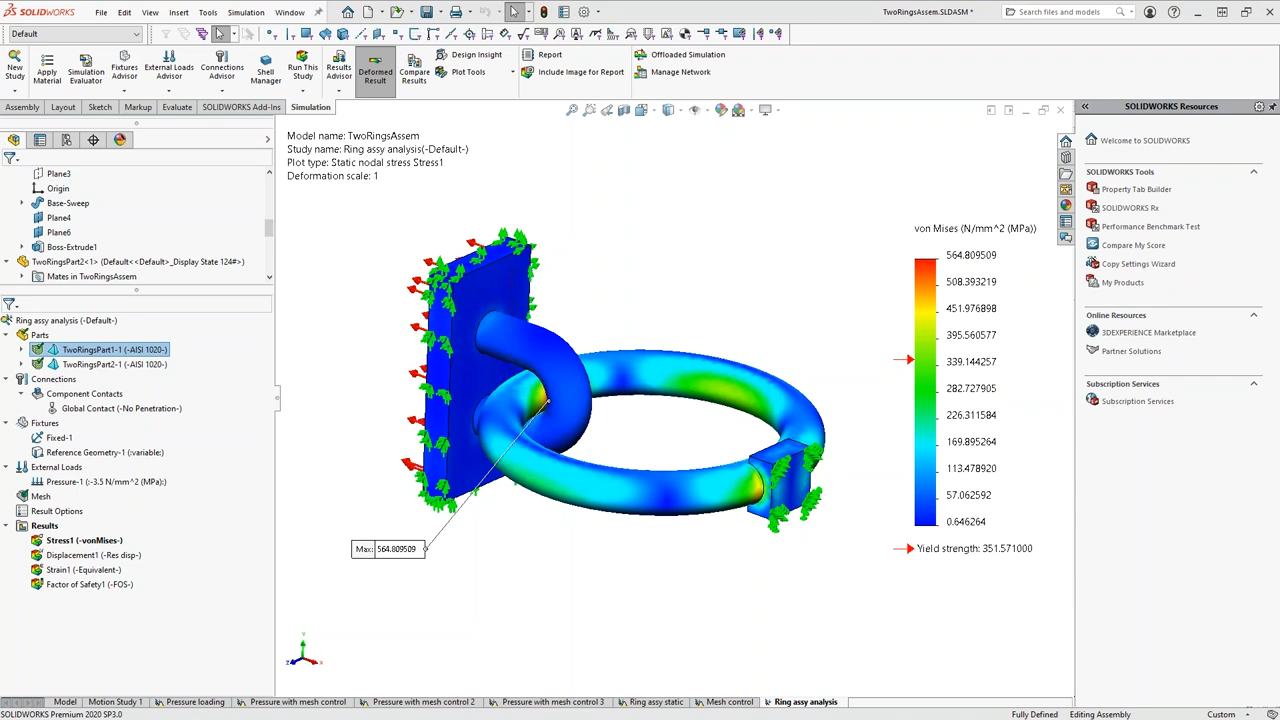 SOLIDWORKS
File
Edit
View
Insert
Tools
Simulation
Window
TwoRingsAssem.SLDASM *
Search files and models
Default
New Study
Apply Material
Simulation Evaluator
Fixtures Advisor
External Loads Advisor
Connections Advisor
Shell Manager
Run This Study
Results Advisor
Deformed Result
Compare Results
Design Insight
Plot Tools
Report
Include Image for Report
Offloaded Simulation
Manage Network
Assembly
Layout
Sketch
Markup
Evaluate
SOLIDWORKS Add-Ins
Simulation
SOLIDWORKS Resources
Plane3
Origin
Base-Sweep
Plane4
Plane6
Boss-Extrude1
TwoRingsPart2<1> (Default<<Default>_Display State 124#>)
Mates in TwoRingsAssem
Ring assy analysis (-Default-)
Parts
TwoRingsPart1-1 (-AISI 1020-)
TwoRingsPart2-1 (-AISI 1020-)
Connections
Component Contacts
Global Contact (-No Penetration-)
Fixtures
Fixed-1
Reference Geometry-1 (:variable:)
External Loads
Pressure-1 (:-3.5 N/mm^2 (MPa):)
Mesh
Result Options
Results
Stress1 (-vonMises-)
Displacement1 (-Res disp-)
Strain1 (-Equivalent-)
Factor of Safety1 (-FOS-)
Model name: TwoRingsAssem
Study name: Ring assy analysis(-Default-)
Plot type: Static nodal stress Stress1
Deformation scale: 1
Max: 564.809509
von Mises (N/mm^2 (MPa))
564.809509
508.393219
451.976898
395.560577
339.144257
282.727905
226.311584
169.895264
113.478920
57.062592
0.646264
Yield strength: 351.571000
Welcome to SOLIDWORKS
SOLIDWORKS Tools
Property Tab Builder
SOLIDWORKS Rx
Performance Benchmark Test
Compare My Score
Copy Settings Wizard
My Products
Online Resources
3DEXPERIENCE Marketplace
Partner Solutions
Subscription Services
Subscription Services
Model
Motion Study 1
Pressure loading
Pressure with mesh control
Pressure with mesh control 2
Pressure with mesh control 3
Ring assy static
Mesh control
Ring assy analysis
SOLIDWORKS Premium 2020 SP3.0
Fully Defined
Editing Assembly
Custom